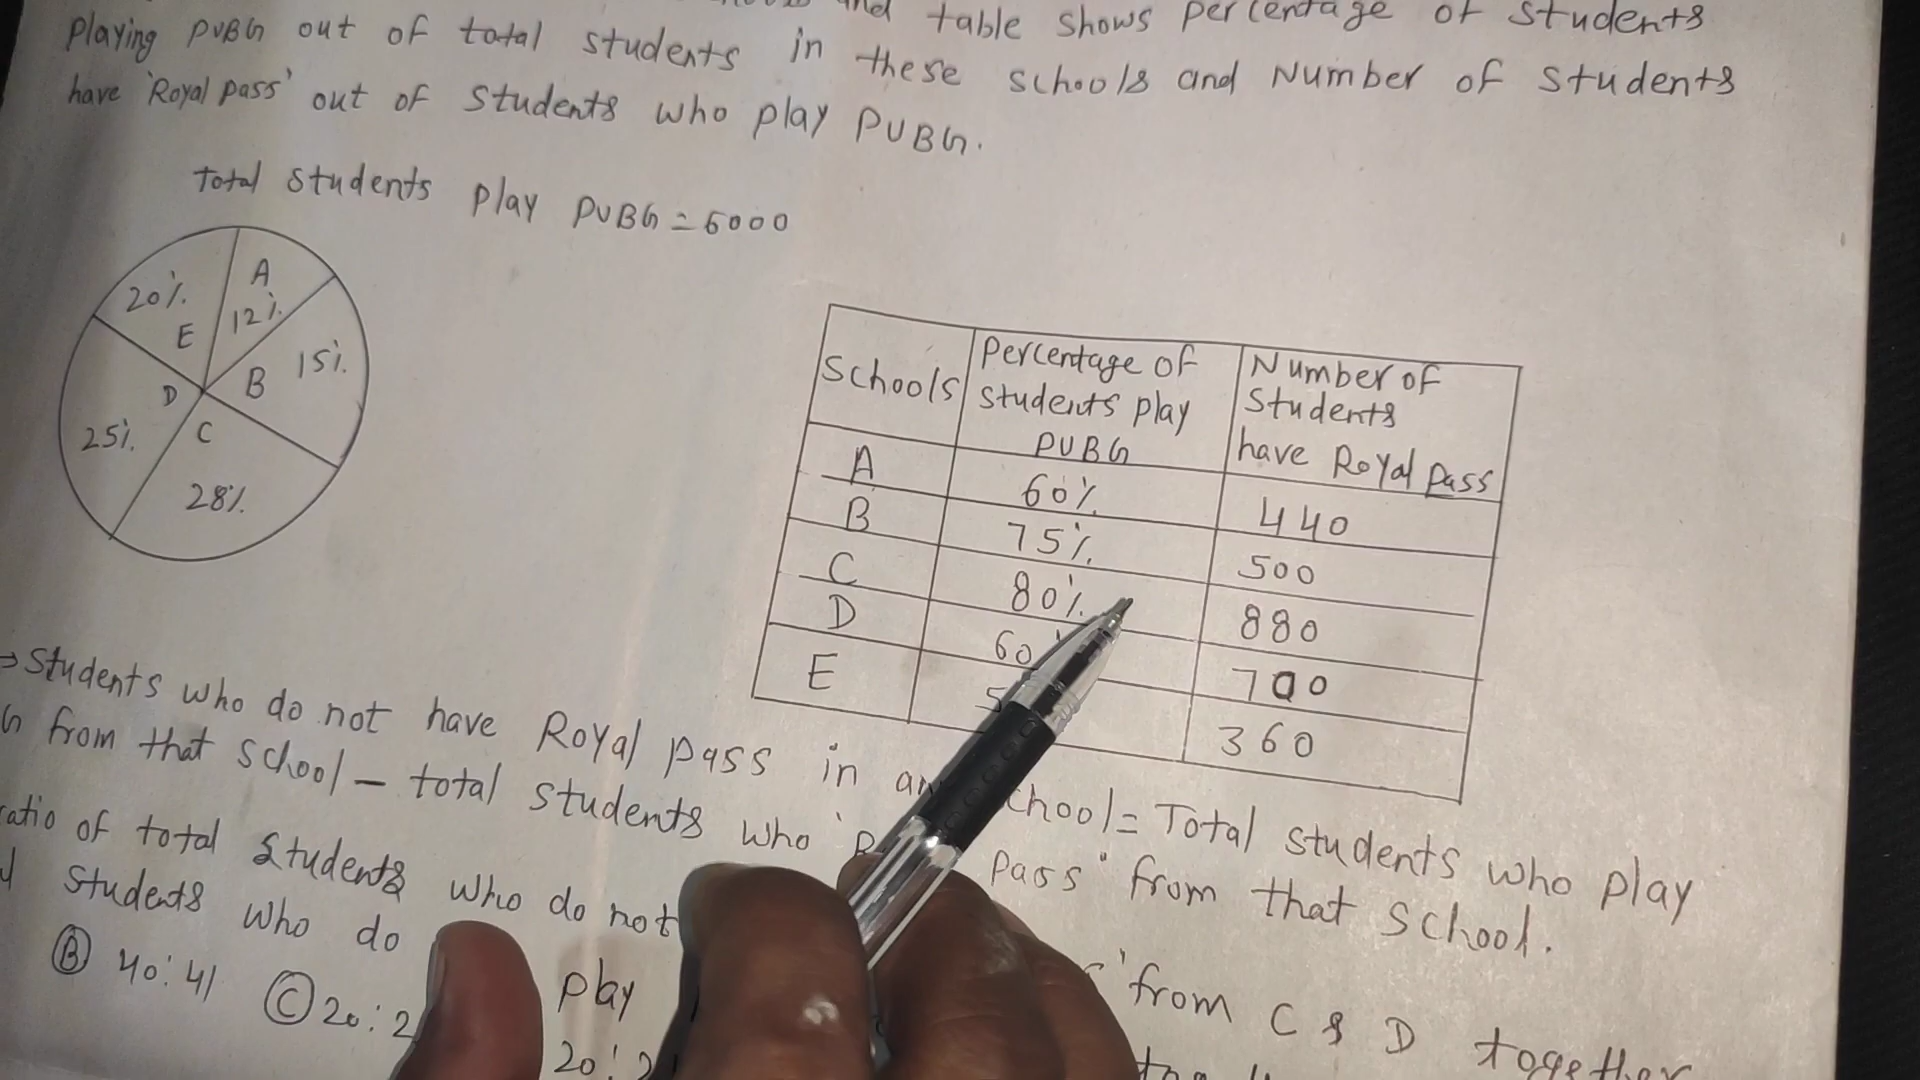 and table shows percentage of students
Playing PUBG out of total students in these schools and Number of students
have 'Royal pass' out of students who play PUBG.
Total students play PUBG = 6000
A
12%
15%
B
C
28%
D
25%
20%
E
Schools Percentage of students play PUBG Number of students have Royal pass
A 60% 440
B 75% 500
C 80% 880
D 60 700
E 360
→ Students who do not have Royal pass in school = Total students who play
from that school – total students who pass' from that school.
of total students who do not from C & D together
students who do play
B 40:41 C 20:2 20:2